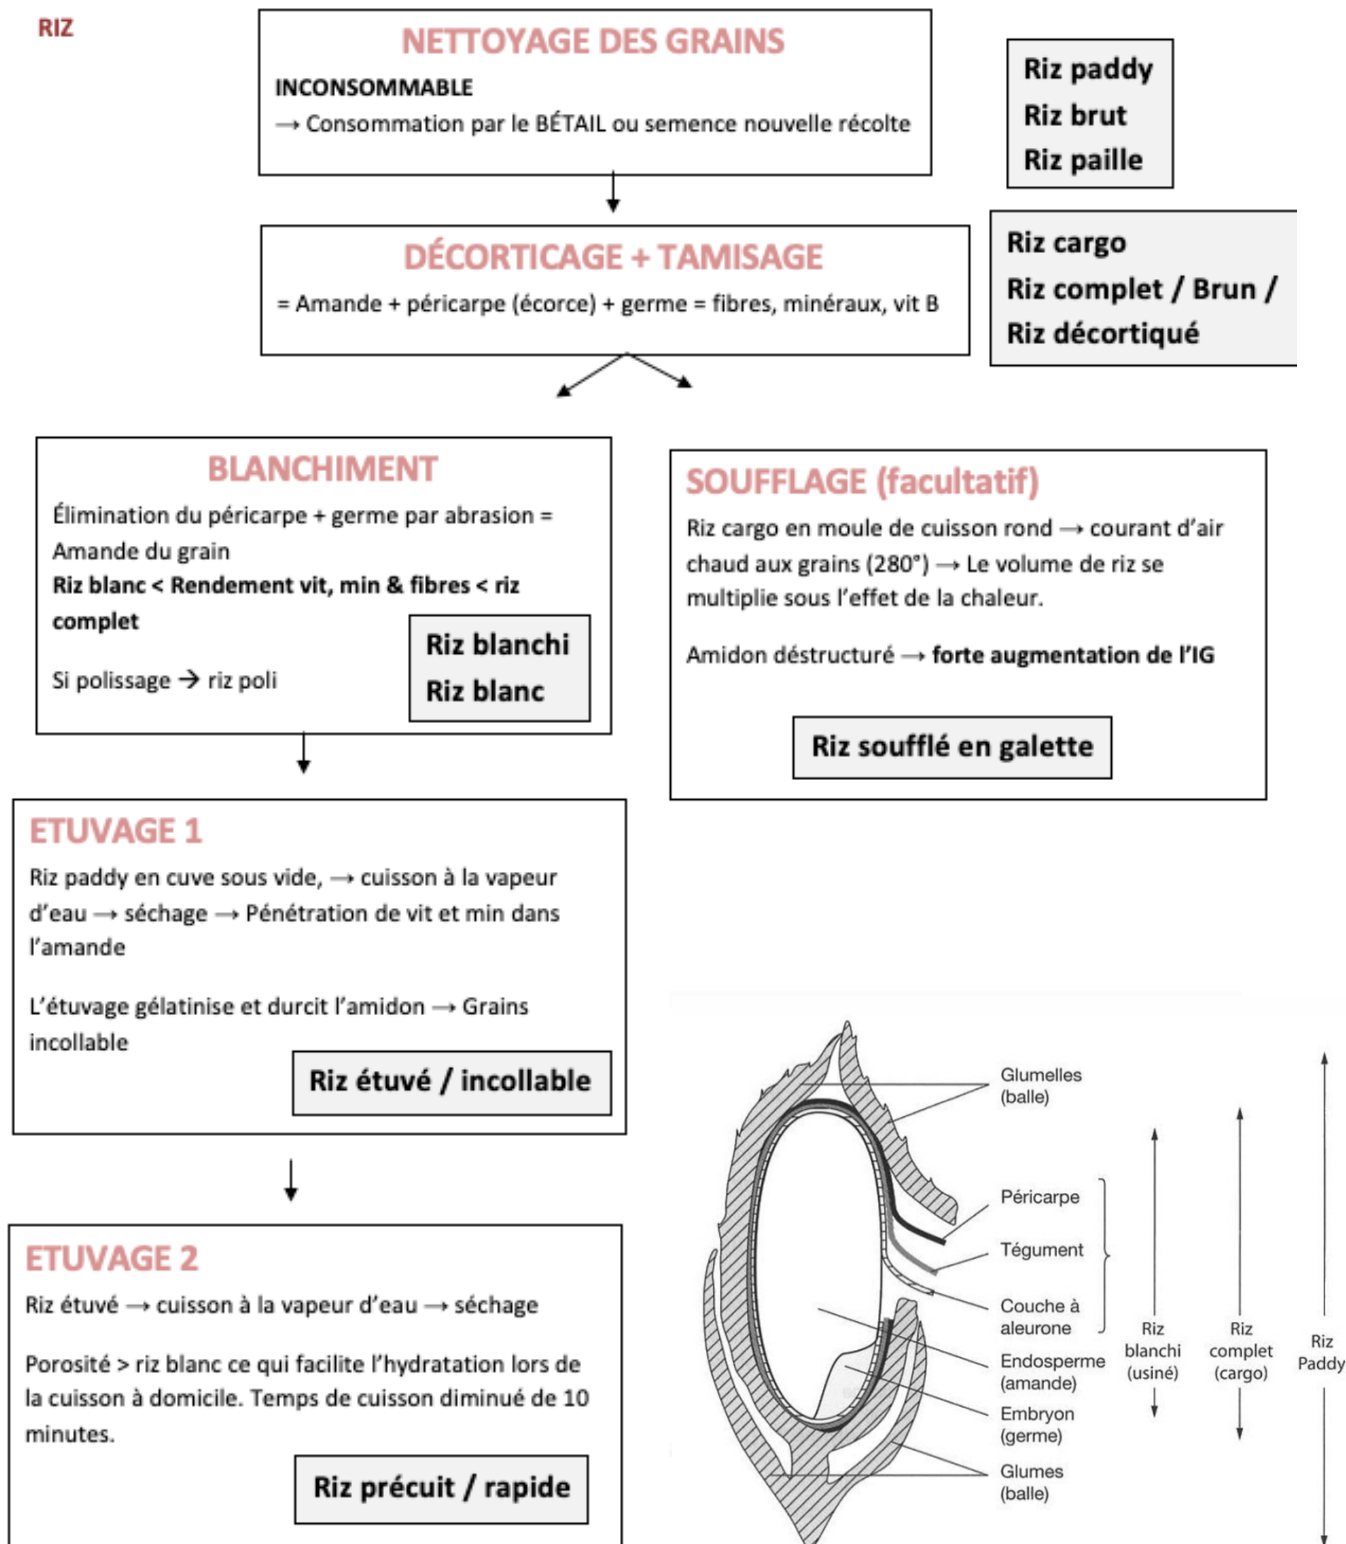 RIZ
NETTOYAGE DES GRAINS
INCONSOMMABLE
→ Consommation par le BÉTAIL ou semence nouvelle récolte
Riz paddy
Riz brut
Riz paille
DÉCORTICAGE + TAMISAGE
= Amande + péricarpe (écorce) + germe = fibres, minéraux, vit B
Riz cargo
Riz complet / Brun /
Riz décortiqué
BLANCHIMENT
Élimination du péricarpe + germe par abrasion =
Amande du grain
Riz blanc < Rendement vit, min & fibres < riz
complet
Si polissage → riz poli
Riz blanchi
Riz blanc
SOUFFLAGE (facultatif)
Riz cargo en moule de cuisson rond → courant d'air
chaud aux grains (280°) → Le volume de riz se
multiplie sous l'effet de la chaleur.
Amidon déstructuré → forte augmentation de l'IG
Riz soufflé en galette
ETUVAGE 1
Riz paddy en cuve sous vide, → cuisson à la vapeur
d'eau → séchage → Pénétration de vit et min dans
l'amande
L'étuvage gélatinise et durcit l'amidon → Grains
incollable
Riz étuvé / incollable
ETUVAGE 2
Riz étuvé → cuisson à la vapeur d'eau → séchage
Porosité > riz blanc ce qui facilite l'hydratation lors de
la cuisson à domicile. Temps de cuisson diminué de 10
minutes.
Riz précuit / rapide
Glumelles
(balle)
Péricarpe
Tégument
Couche à
aleurone
Endosperme
(amande)
Embryon
(germe)
Glumes
(balle)
Riz
blanchi
(usiné)
Riz
complet
(cargo)
Riz
Paddy